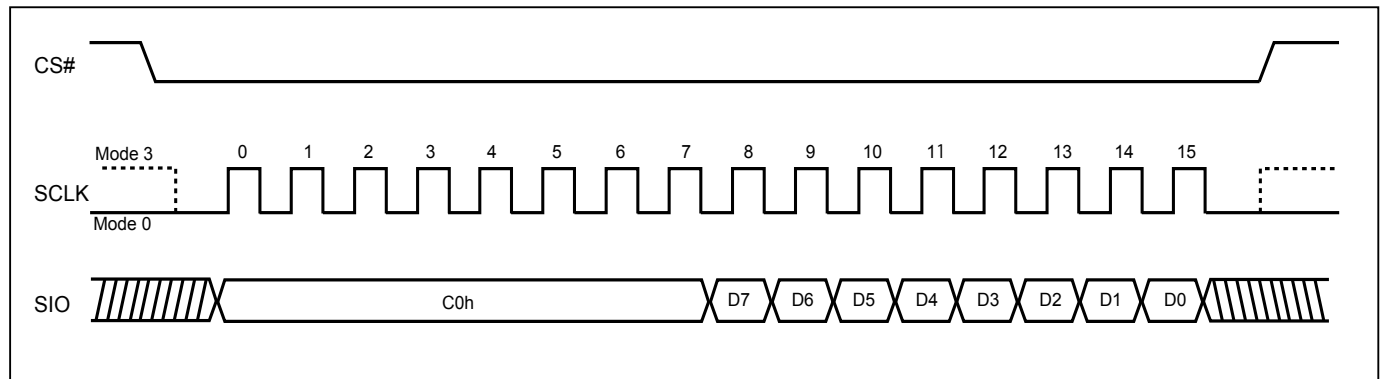 CS#
Mode 3
0 1 2 3 4 5 6 7 8 9 10 11 12 13 14 15
SCLK
Mode 0
SIO
C0h D7 D6 D5 D4 D3 D2 D1 D0